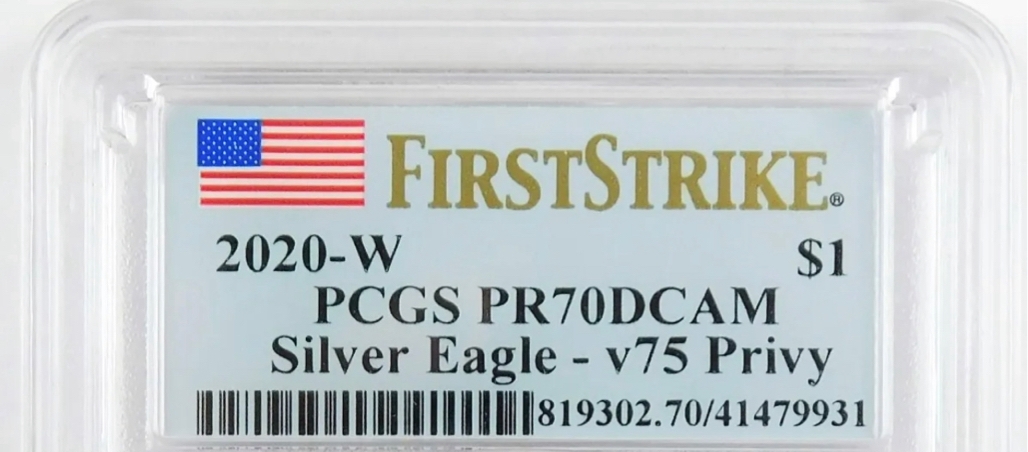 FIRSTSTRIKE®
2020-W $1
PCGS PR70DCAM
Silver Eagle - v75 Privy
819302.70/41479931